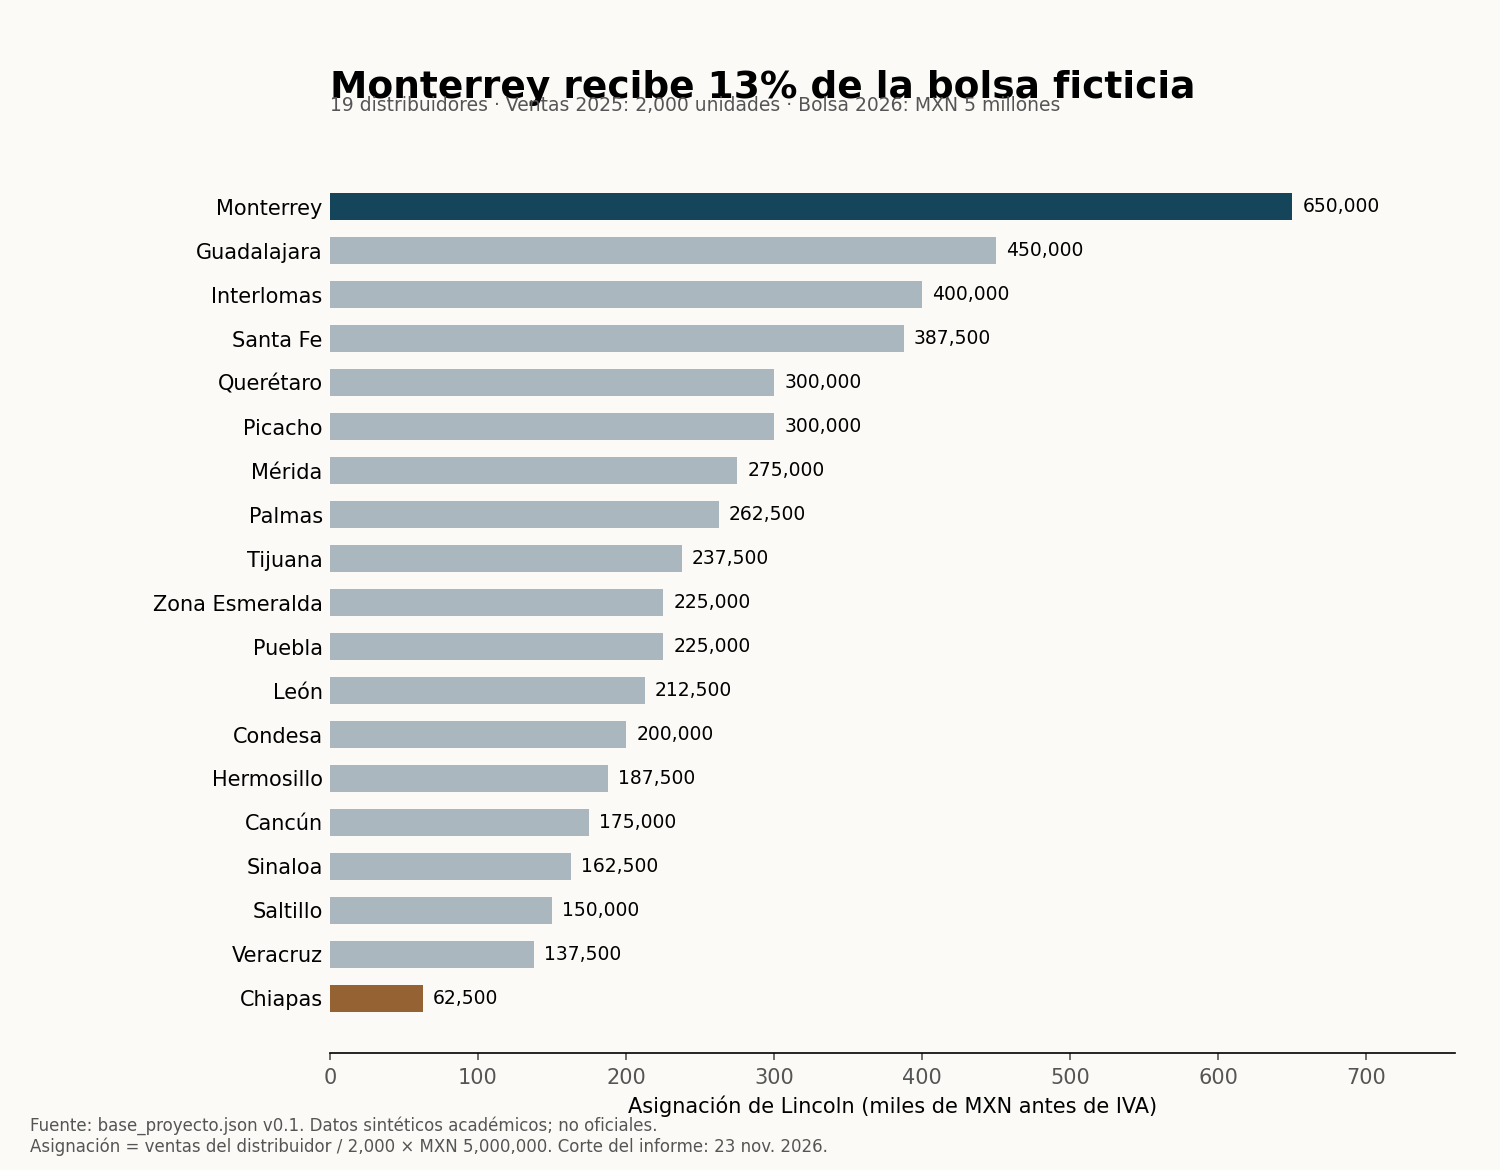 Monterrey recibe 13% de la bolsa ficticia
19 distribuidores · Ventas 2025: 2,000 unidades · Bolsa 2026: MXN 5 millones
Monterrey 650,000
Guadalajara 450,000
Interlomas 400,000
Santa Fe 387,500
Querétaro 300,000
Picacho 300,000
Mérida 275,000
Palmas 262,500
Tijuana 237,500
Zona Esmeralda 225,000
Puebla 225,000
León 212,500
Condesa 200,000
Hermosillo 187,500
Cancún 175,000
Sinaloa 162,500
Saltillo 150,000
Veracruz 137,500
Chiapas 62,500
0 100 200 300 400 500 600 700
Asignación de Lincoln (miles de MXN antes de IVA)
Fuente: base_proyecto.json v0.1. Datos sintéticos académicos; no oficiales.
Asignación = ventas del distribuidor / 2,000 × MXN 5,000,000. Corte del informe: 23 nov. 2026.